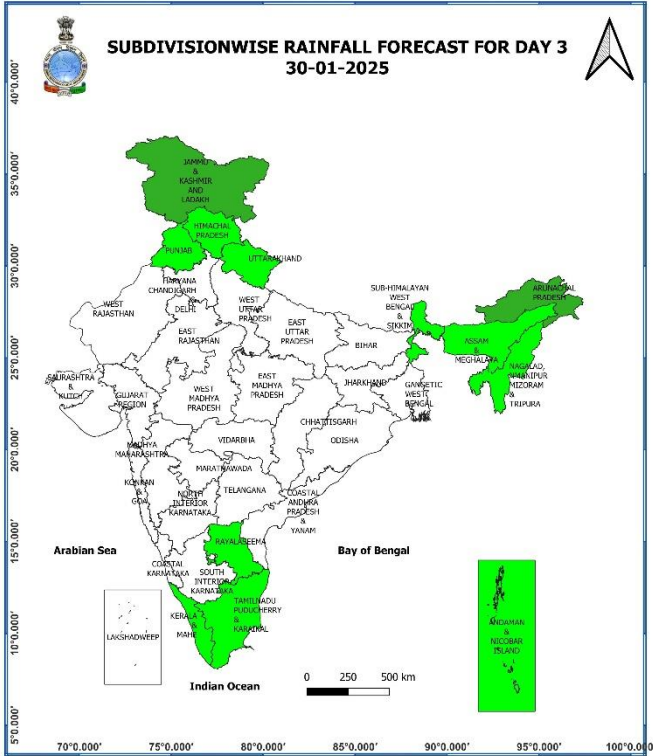 SUBDIVISIONWISE RAINFALL FORECAST FOR DAY 3
30-01-2025
40°0.000'
35°0.000'
30°0.000'
25°0.000'
20°0.000'
15°0.000'
10°0.000'
5°0.000'
JAMMU
&
KASHMIR
AND
LADAKH
HIMACHAL
PRADESH
PUNJAB
UTTARAKHAND
HARYANA
CHANDIGARH
&
DELHI
WEST
RAJASTHAN
WEST
UTTAR
PRADESH
EAST
RAJASTHAN
EAST
UTTAR
PRADESH
SUB-HIMALAYAN
WEST
BENGAL
&
SIKKIM
ARUNACHAL
PRADESH
ASSAM
&
MEGHALAYA
BIHAR
NAGALAD,
MANIPUR
MIZORAM
&
TRIPURA
SAURASHTRA
&
KUTCH
GUJARAT
REGION
WEST
MADHYA
PRADESH
EAST
MADHYA
PRADESH
JHARKHAND
GANGETIC
WEST
BENGAL
CHHATTISGARH
ODISHA
VIDARBHA
MADHYA
MAHARASHTRA
MARATHAWADA
KONKAN
&
GOA
NORTH
INTERIOR
KARNATAKA
TELANGANA
COASTAL
ANDHRA
PRADESH
&
YANAM
Arabian Sea
Bay of Bengal
RAYALASEEMA
COASTAL
KARNATAKA
SOUTH
INTERIOR
KARNATAKA
TAMILNADU
PUDUCHERRY
&
KARAIKAL
KERALA
&
MAHE
LAKSHADWEEP
ANDAMAN
&
NICOBAR
ISLAND
Indian Ocean
0 250 500 km
70°0.000' 75°0.000' 80°0.000' 85°0.000' 90°0.000' 95°0.000' 100°0.000'